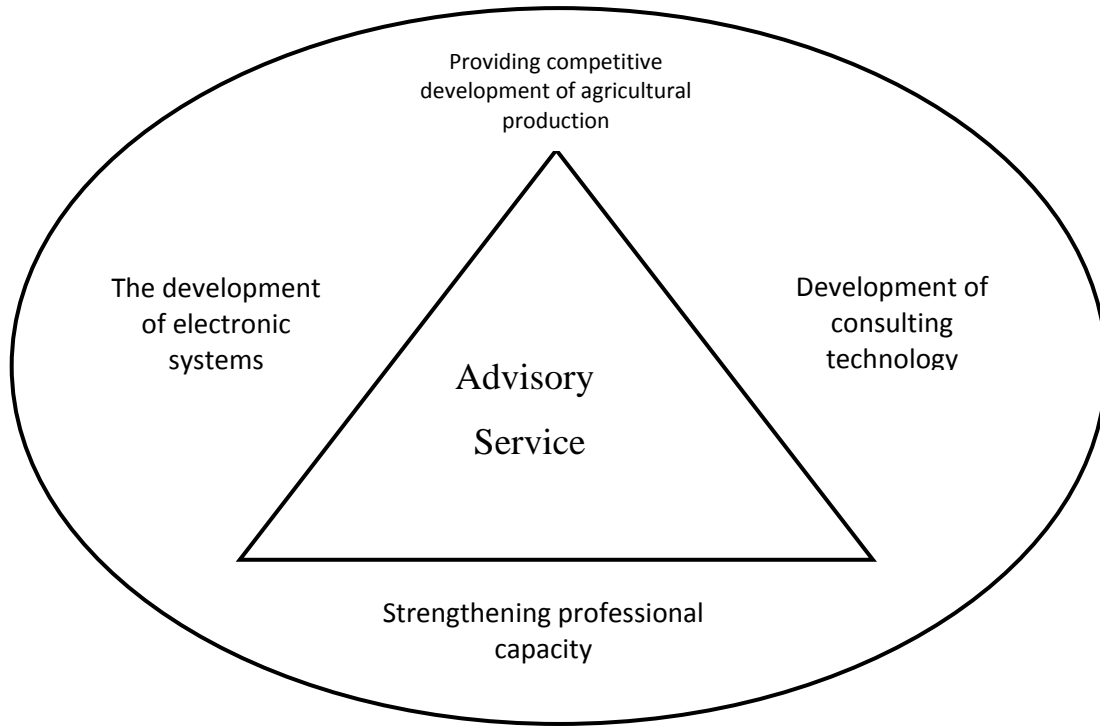 Providing competitive
development of agricultural
production
The development
of electronic
systems
Development of
consulting
technology
Advisory
Service
Strengthening professional
capacity